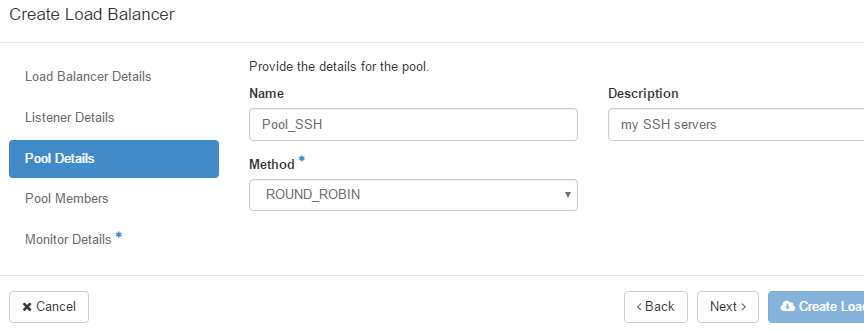 Create Load Balancer
Load Balancer Details
Listener Details
Pool Details
Pool Members
Monitor Details *
Provide the details for the pool.
Name
Pool_SSH
Description
my SSH servers
Method *
ROUND_ROBIN
Cancel
Back
Next
Create